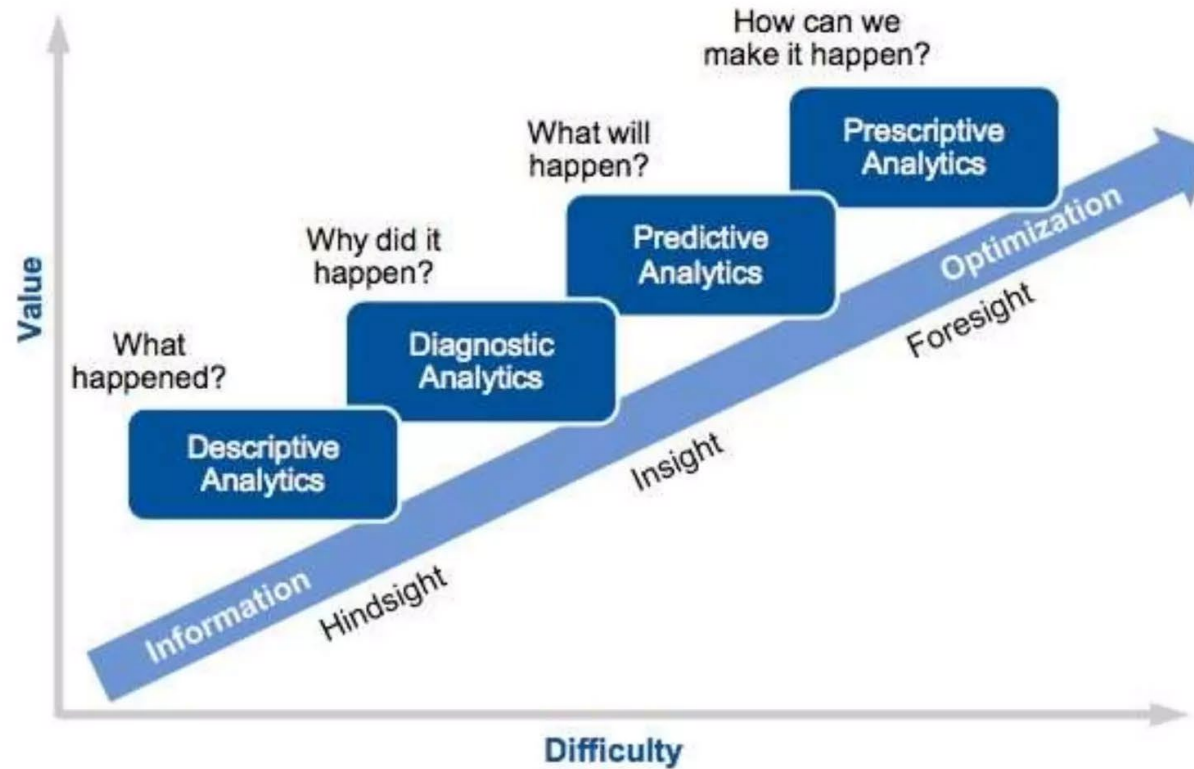 How can we
make it happen?
Prescriptive
Analytics
What will
happen?
Predictive
Analytics
Why did it
happen?
Diagnostic
Analytics
What
happened?
Descriptive
Analytics
Value
Information
Hindsight
Insight
Optimization
Foresight
Difficulty